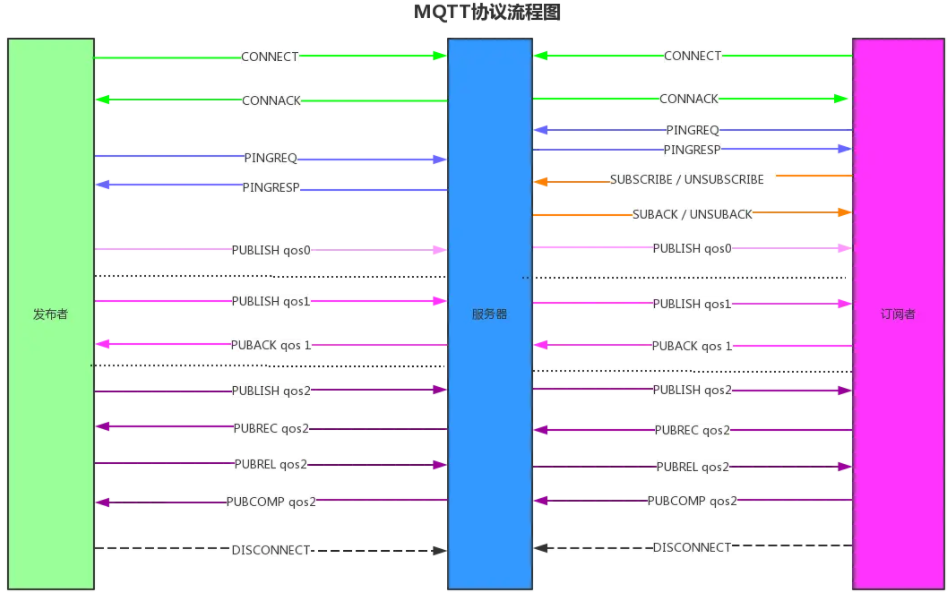 MQTT协议流程图
CONNECT
CONNECT
CONNACK
CONNACK
PINGREQ
PINGRESP
PINGREQ
PINGRESP
SUBSCRIBE / UNSUBSCRIBE
SUBACK / UNSUBACK
PUBLISH qos0
PUBLISH qos0
PUBLISH qos1
PUBLISH qos1
发布者
服务器
订阅者
PUBACK qos 1
PUBACK qos 1
PUBLISH qos2
PUBLISH qos2
PUBREC qos2
PUBREC qos2
PUBREL qos2
PUBREL qos2
PUBCOMP qos2
PUBCOMP qos2
DISCONNECT
DISCONNECT